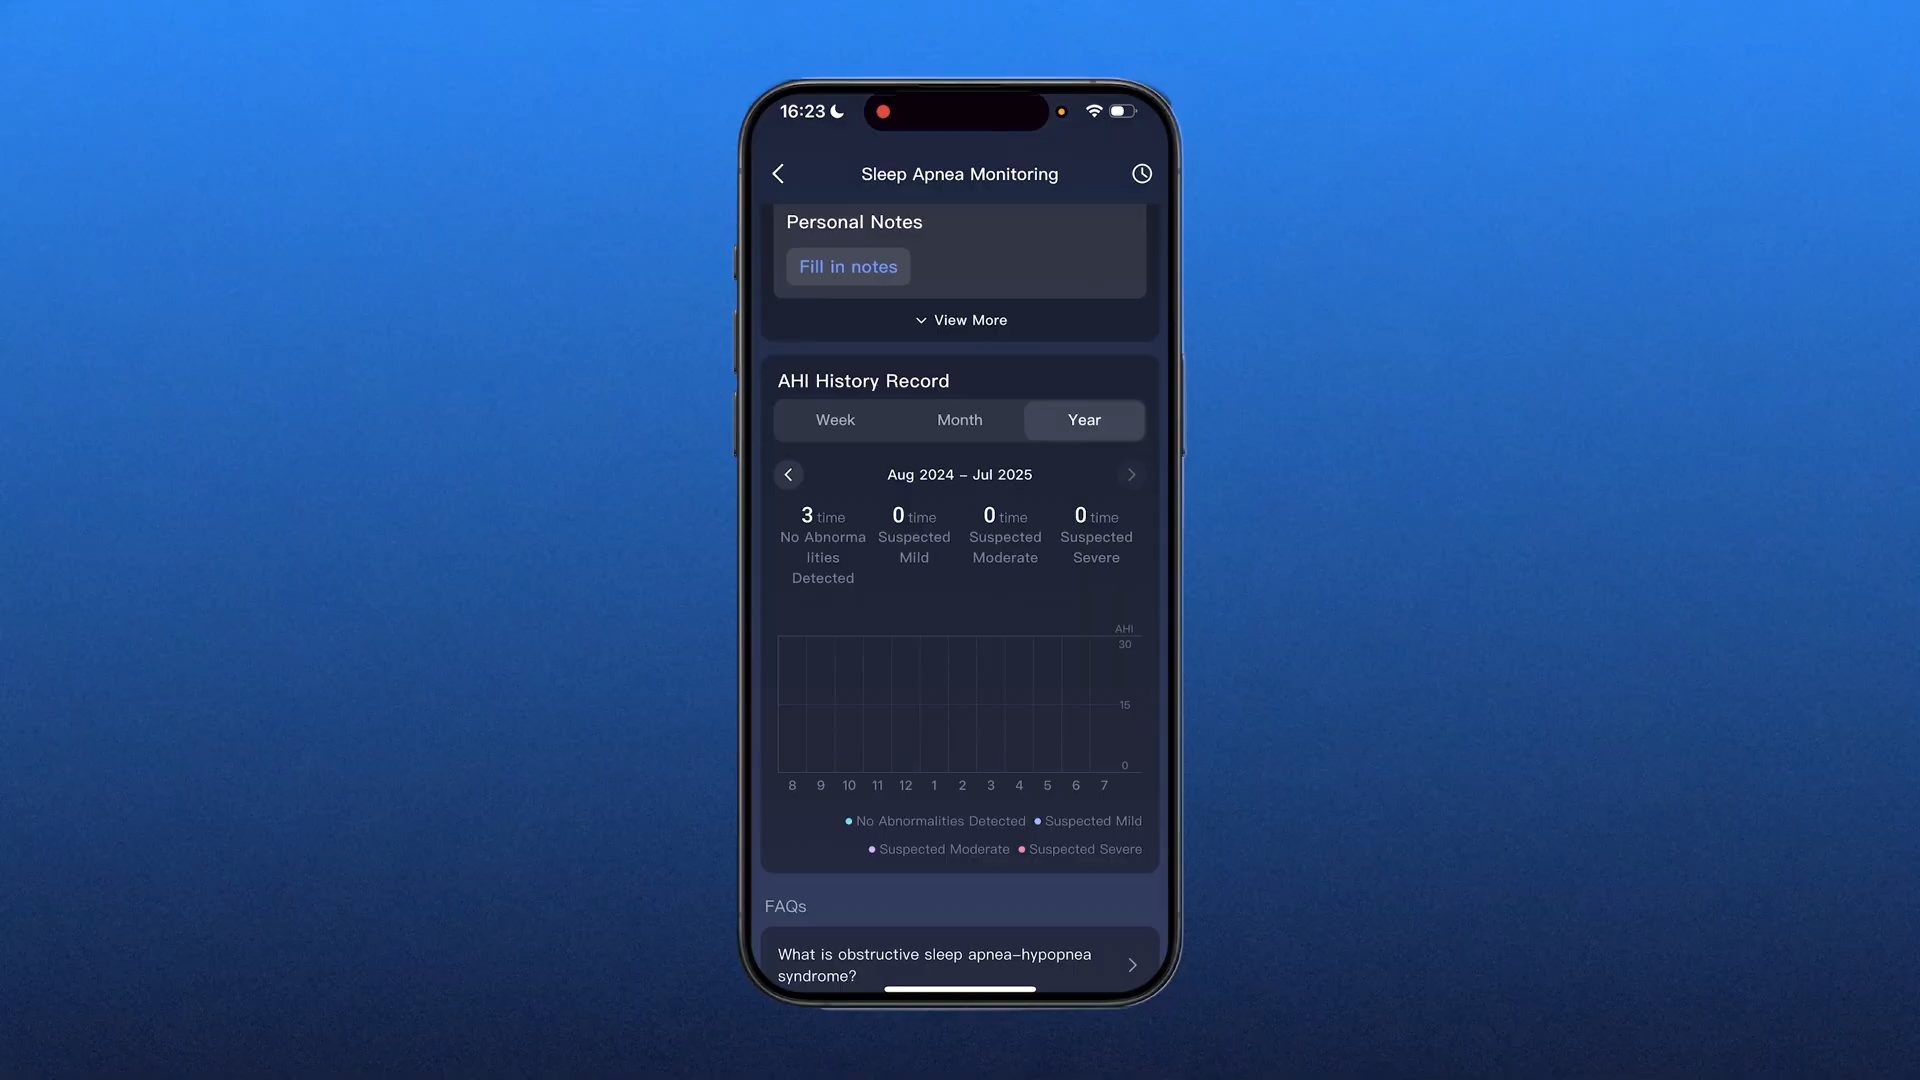 16:23
Sleep Apnea Monitoring
Personal Notes
Fill in notes
View More
AHI History Record
Week Month Year
Aug 2024 – Jul 2025
3 time 0 time 0 time 0 time
No Abnorma Suspected Suspected Suspected
lities Mild Moderate Severe
Detected
AHI
30
15
0
8 9 10 11 12 1 2 3 4 5 6 7
No Abnormalities Detected Suspected Mild
Suspected Moderate Suspected Severe
FAQs
What is obstructive sleep apnea–hypopnea
syndrome?